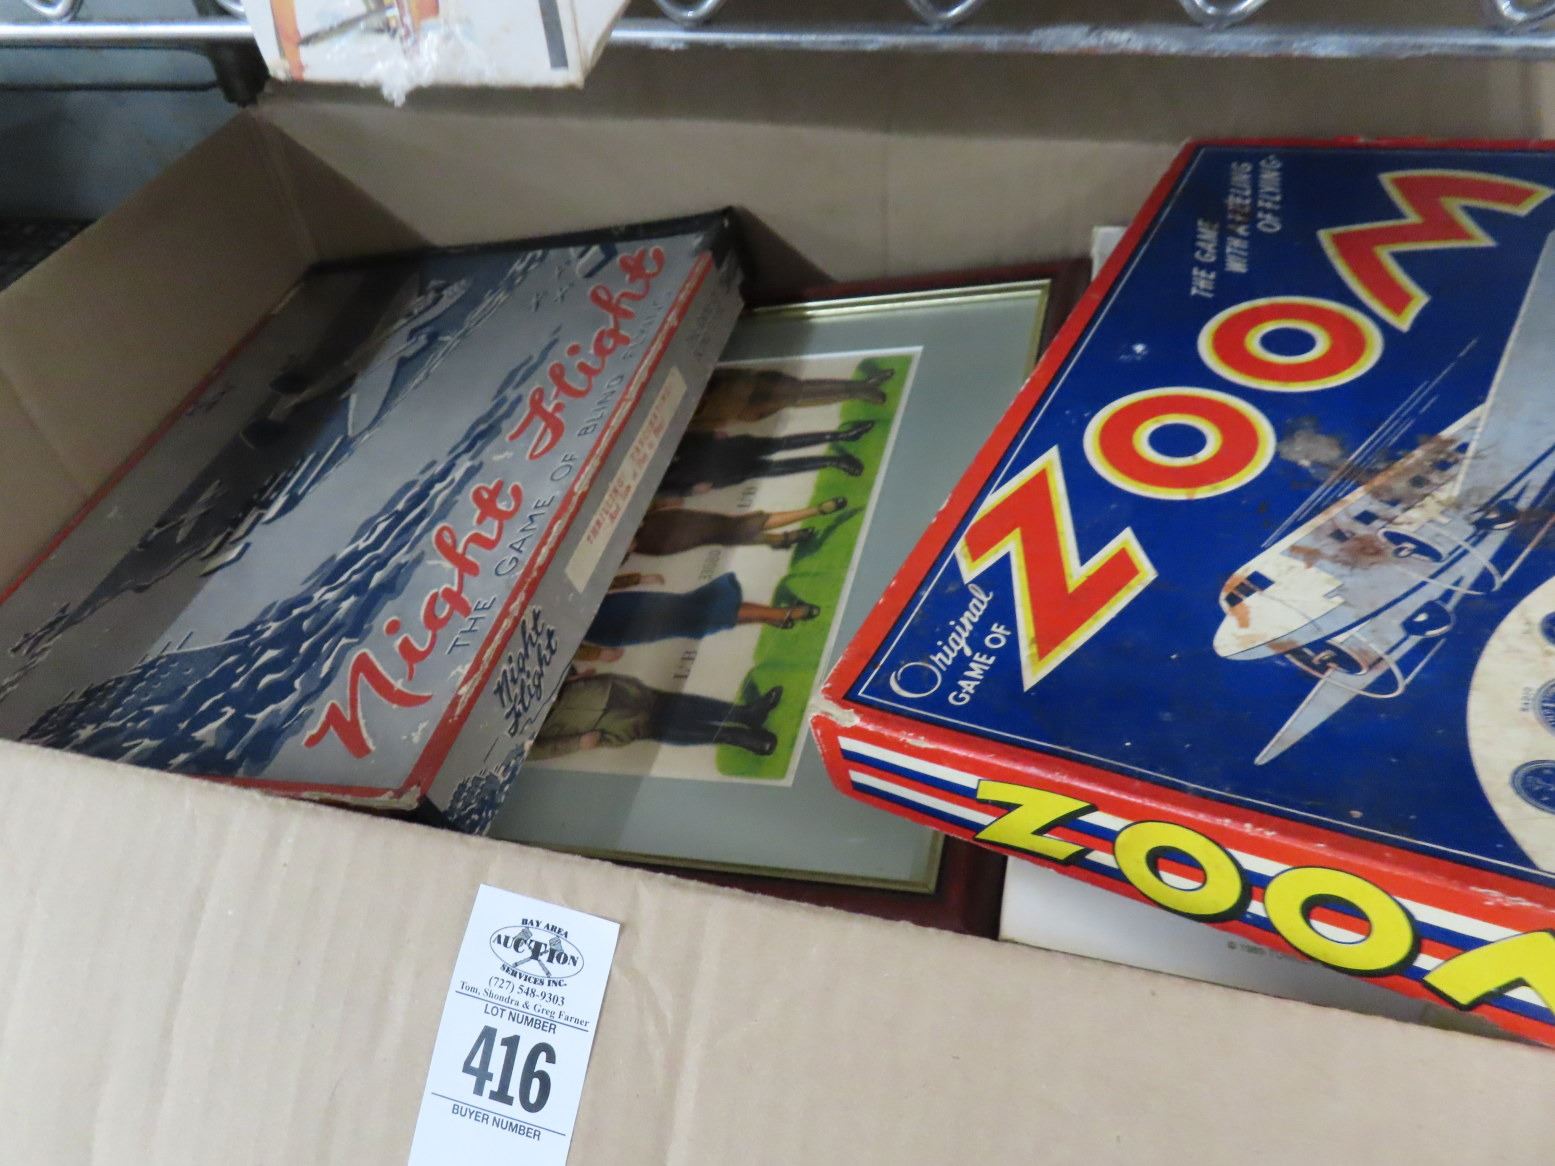 Night Flight
THE GAME OF BLIND
THRILLING
Night
Flight
THE GAME
WITH A FEELING
OF FLYING
ZOOM
Original
GAME OF
ZOOM
BAY AREA
AUCTION
SERVICES INC.
(727) 548-9303
Tom, Shondra & Greg Farner
LOT NUMBER
416
BUYER NUMBER